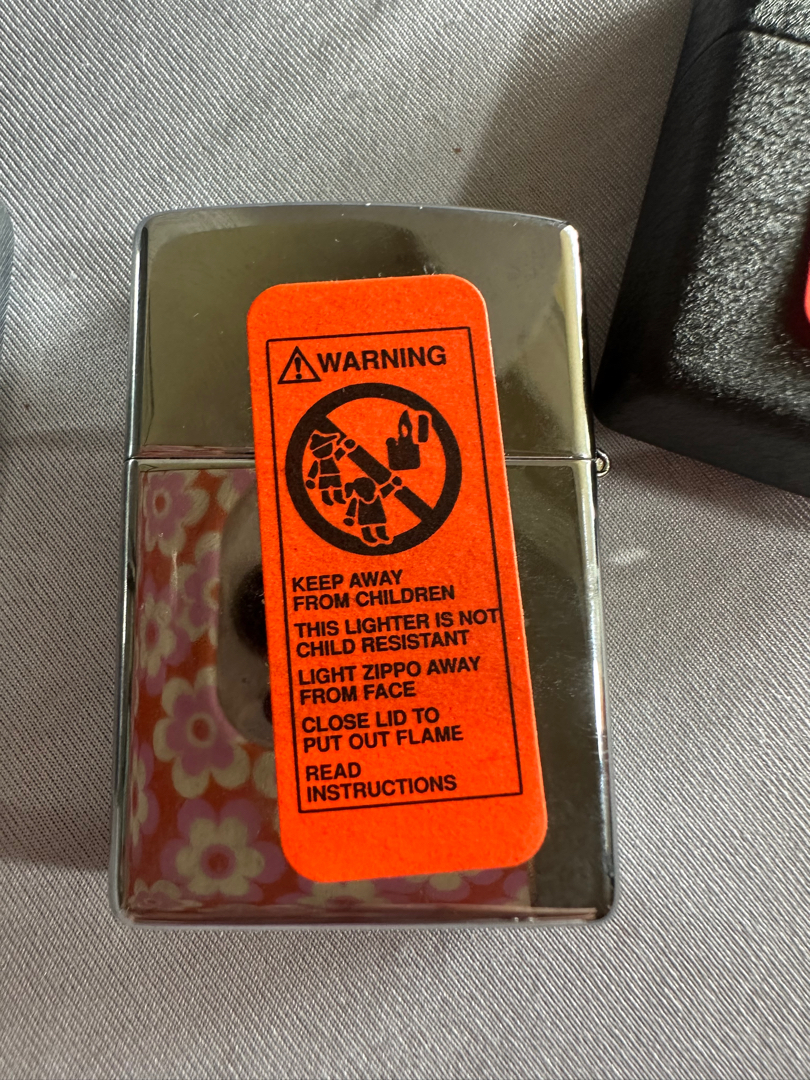 WARNING
KEEP AWAY
FROM CHILDREN
THIS LIGHTER IS NOT
CHILD RESISTANT
LIGHT ZIPPO AWAY
FROM FACE
CLOSE LID TO
PUT OUT FLAME
READ
INSTRUCTIONS